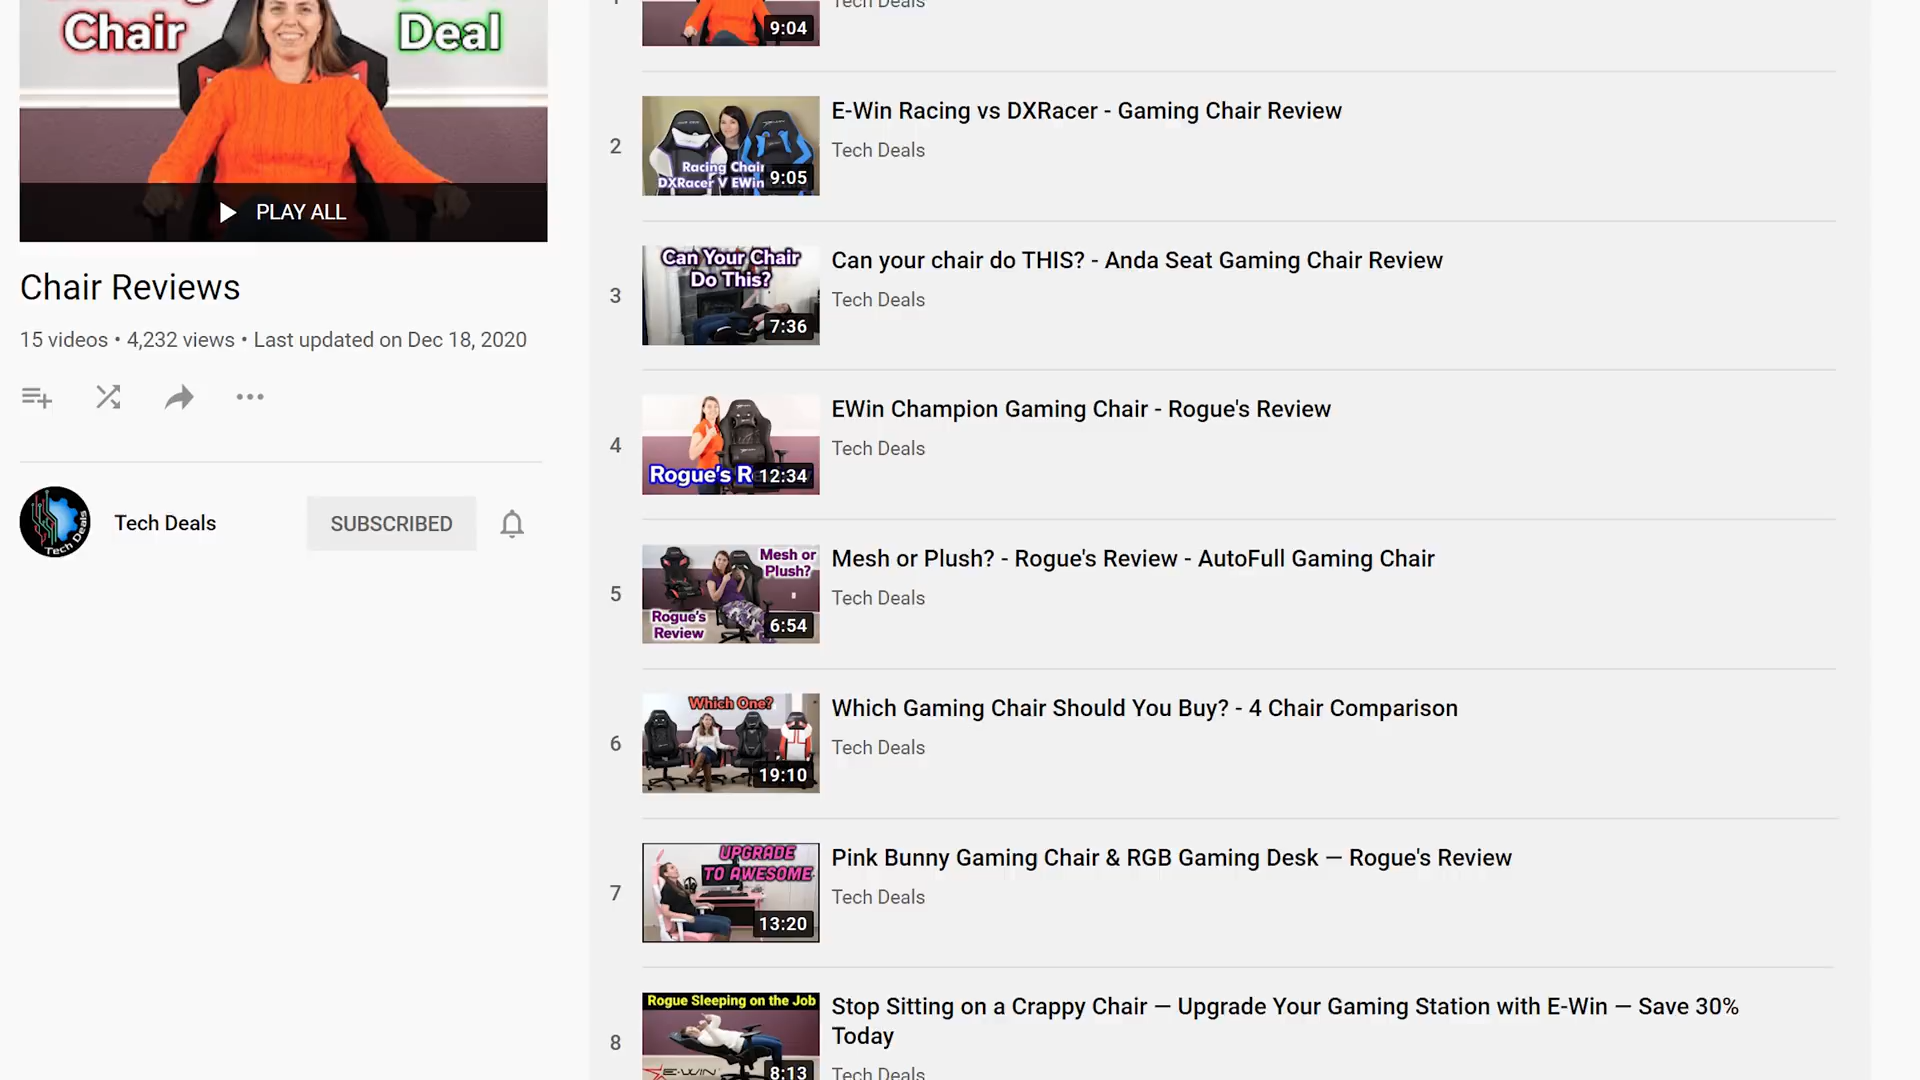 Chair
Deal
PLAY ALL
Chair Reviews
15 videos • 4,232 views • Last updated on Dec 18, 2020
Tech Deals
Tech Deals
SUBSCRIBED
9:04
Tech Deals
2
Racing Chair
DXRacer V EWin
9:05
E-Win Racing vs DXRacer - Gaming Chair Review
Tech Deals
3
Can Your Chair
Do This?
7:36
Can your chair do THIS? - Anda Seat Gaming Chair Review
Tech Deals
4
Rogue's R
12:34
EWin Champion Gaming Chair - Rogue's Review
Tech Deals
5
Mesh or
Plush?
Rogue's
Review
6:54
Mesh or Plush? - Rogue's Review - AutoFull Gaming Chair
Tech Deals
6
Which One?
19:10
Which Gaming Chair Should You Buy? - 4 Chair Comparison
Tech Deals
7
UPGRADE
TO AWESOME
13:20
Pink Bunny Gaming Chair & RGB Gaming Desk — Rogue's Review
Tech Deals
8
Rogue Sleeping on the Job
E-WIN
8:13
Stop Sitting on a Crappy Chair — Upgrade Your Gaming Station with E-Win — Save 30%
Today
Tech Deals